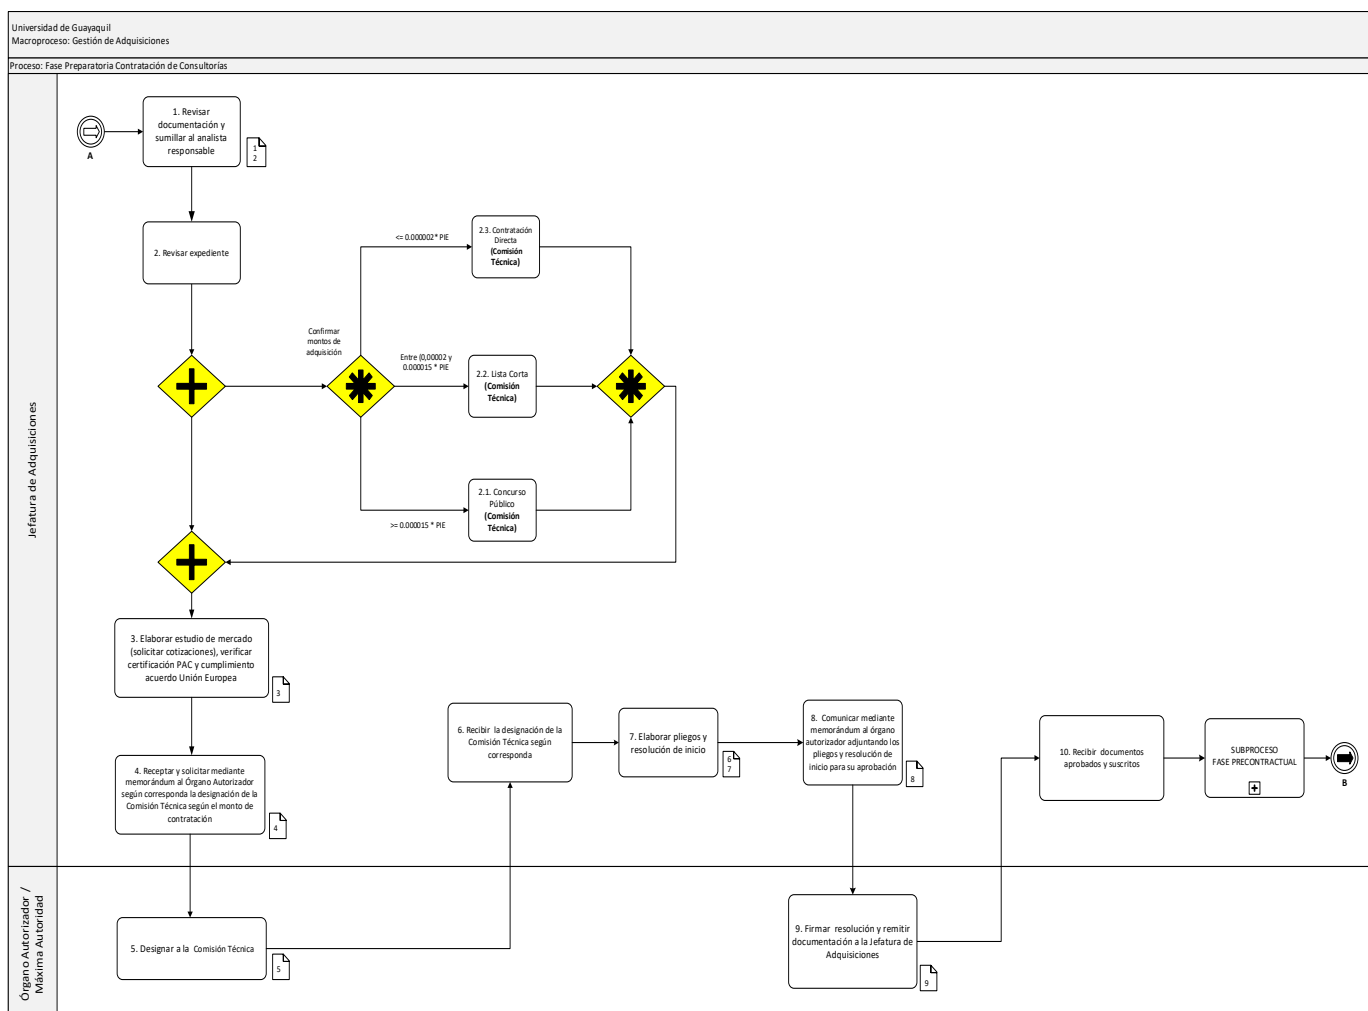 Universidad de Guayaquil
Macroproceso: Gestión de Adquisiciones
Proceso: Fase Preparatoria Contratación de Consultorías
Jefatura de Adquisiciones
A
1. Revisar
documentación y
sumillar al analista
responsable
1
2
2. Revisar expediente
Confirmar
montos de
adquisición
<= 0.000002* PIE
2.3. Contratación
Directa
(Comisión
Técnica)
Entre (0,00002 y
0.000015 * PIE
2.2. Lista Corta
(Comisión
Técnica)
>= 0.000015 * PIE
2.1. Concurso
Público
(Comisión
Técnica)
3. Elaborar estudio de mercado
(solicitar cotizaciones), verificar
certificación PAC y cumplimiento
acuerdo Unión Europea
3
4. Receptar y solicitar mediante
memorándum al Órgano Autorizador
según corresponda la designación de la
Comisión Técnica según el monto de
contratación
4
6. Recibir la designación de la
Comisión Técnica según
corresponda
7. Elaborar pliegos y
resolución de inicio
6
7
8. Comunicar mediante
memorándum al órgano
autorizador adjuntando los
pliegos y resolución de
inicio para su aprobación
8
10. Recibir documentos
aprobados y suscritos
SUBPROCESO
FASE PRECONTRACTUAL
B
Órgano Autorizador /
Máxima Autoridad
5. Designar a la Comisión Técnica
5
9. Firmar resolución y remitir
documentación a la Jefatura de
Adquisiciones
9